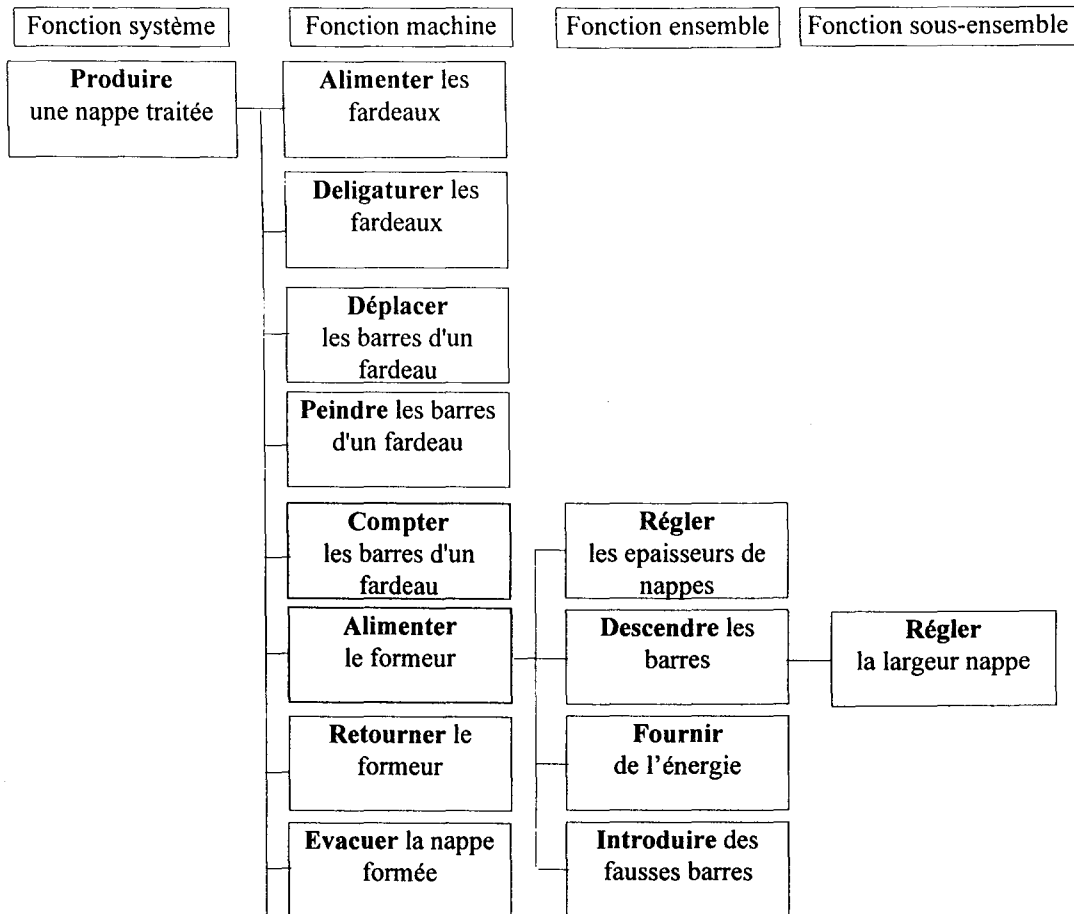 Fonction système
Fonction machine
Fonction ensemble
Fonction sous-ensemble
Produire
une nappe traitée
Alimenter les
fardeaux
Deligaturer les
fardeaux
Déplacer
les barres d'un
fardeau
Peindre les barres
d'un fardeau
Compter
les barres d'un
fardeau
Régler
les epaisseurs de
nappes
Alimenter
le formeur
Descendre les
barres
Régler
la largeur nappe
Retourner le
formeur
Fournir
de l'énergie
Evacuer la nappe
formée
Introduire des
fausses barres